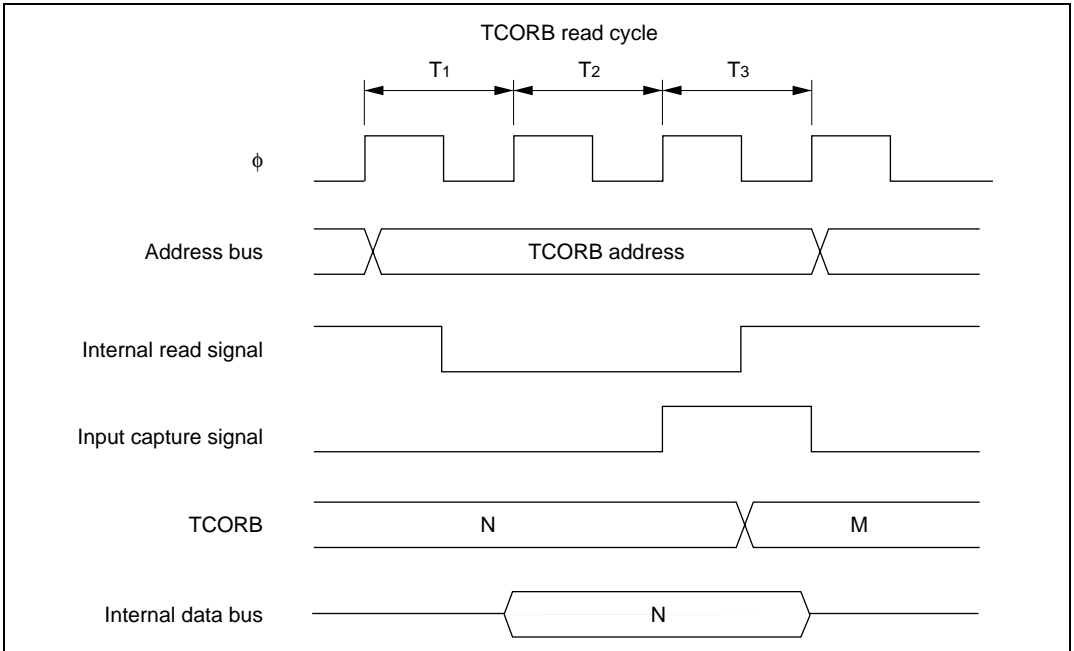 TCORB read cycle
T1 T2 T3
ϕ
Address bus TCORB address
Internal read signal
Input capture signal
TCORB N M
Internal data bus N